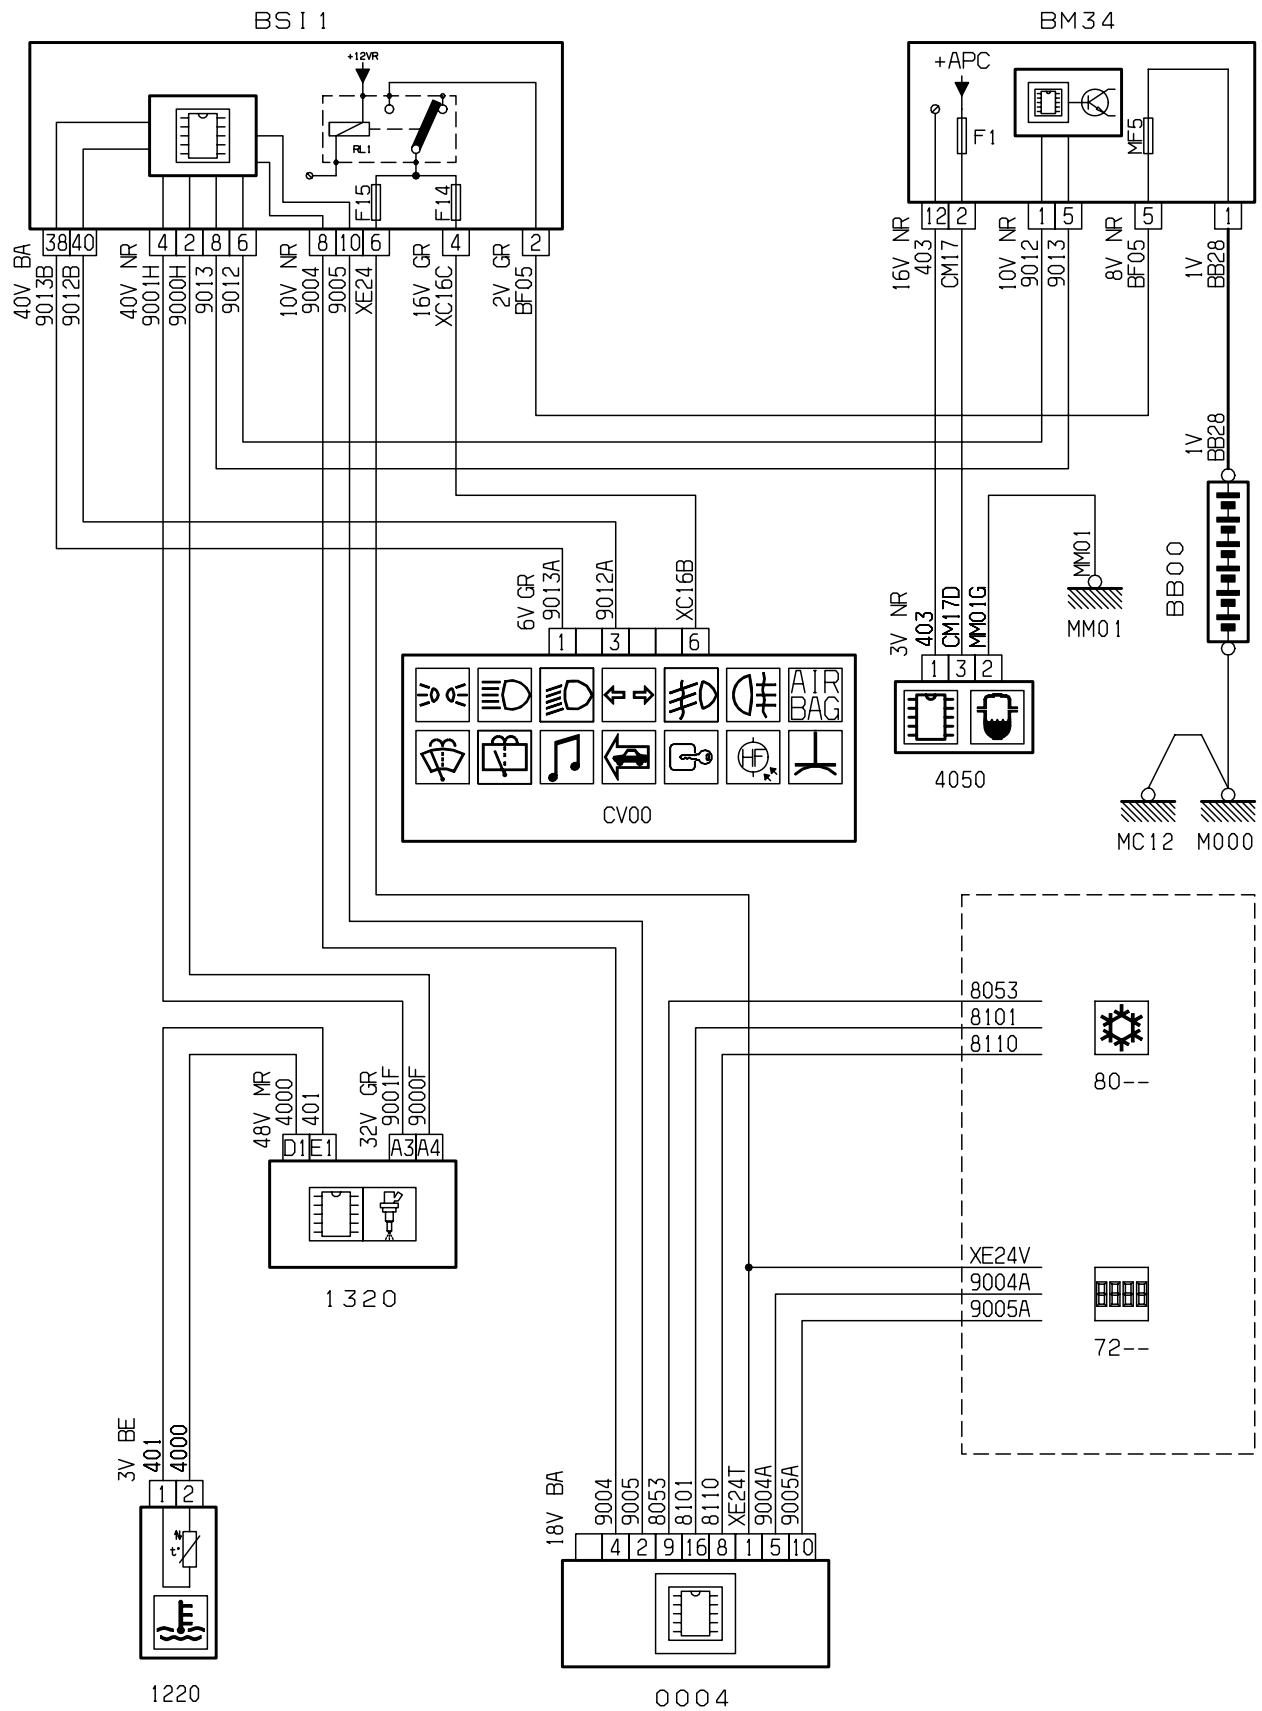 BSI1
BM34
+12VR
+APC
RL1
F15
F14
F1
MF5
38 40 4 2 8 6 8 10 6 4 2
12 2 1 5 5 1
40V BA
9013B
9012B
40V NR
9001H
9000H
9013
9012
10V NR
9004
9005
XE24
16V GR
XC16C
2V GR
BF05
16V NR
403
CM17
10V NR
9012
9013
8V NR
BF05
1V
BB28
1V
BB28
BB00
6V GR
9013A
9012A
XC16B
1 3 6
AIR
BAG
HF
CV00
3V NR
403
CM17D
MM01G
1 3 2
4050
MM01
MM01
MC12
M000
8053
8101
8110
80--
48V MR
4000
401
32V GR
9001F
9000F
D1 E1 A3 A4
1320
XE24V
9004A
9005A
72--
3V BE
401
4000
1 2
t°
1220
18V BA
9004
9005
8053
8101
8110
XE24T
9004A
9005A
4 2 9 16 8 1 5 10
0004